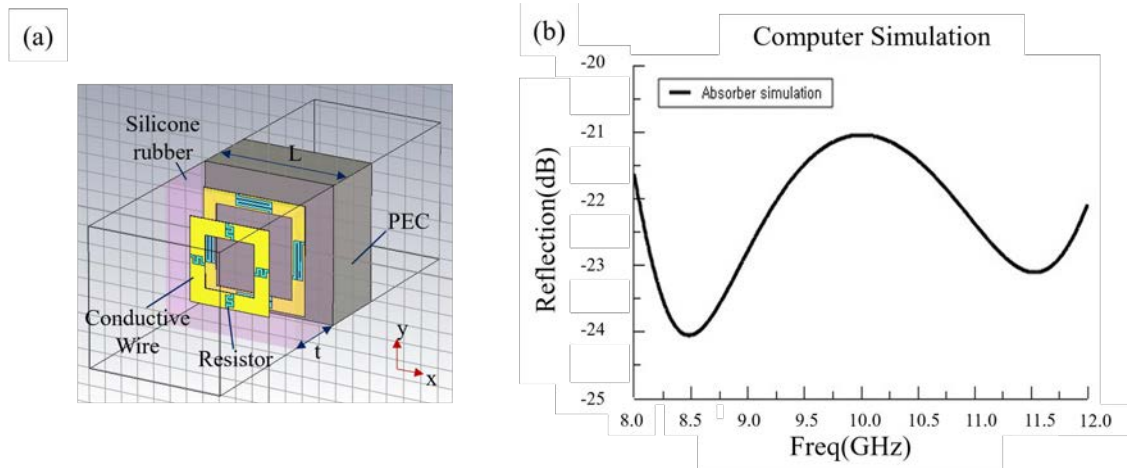 (a)
Silicone
rubber
L
PEC
Conductive
Wire
Resistor
t
y
x
(b)
Computer Simulation
Absorber simulation
Reflection(dB)
-20
-21
-22
-23
-24
-25
8.0 8.5 9.0 9.5 10.0 10.5 11.0 11.5 12.0
Freq(GHz)